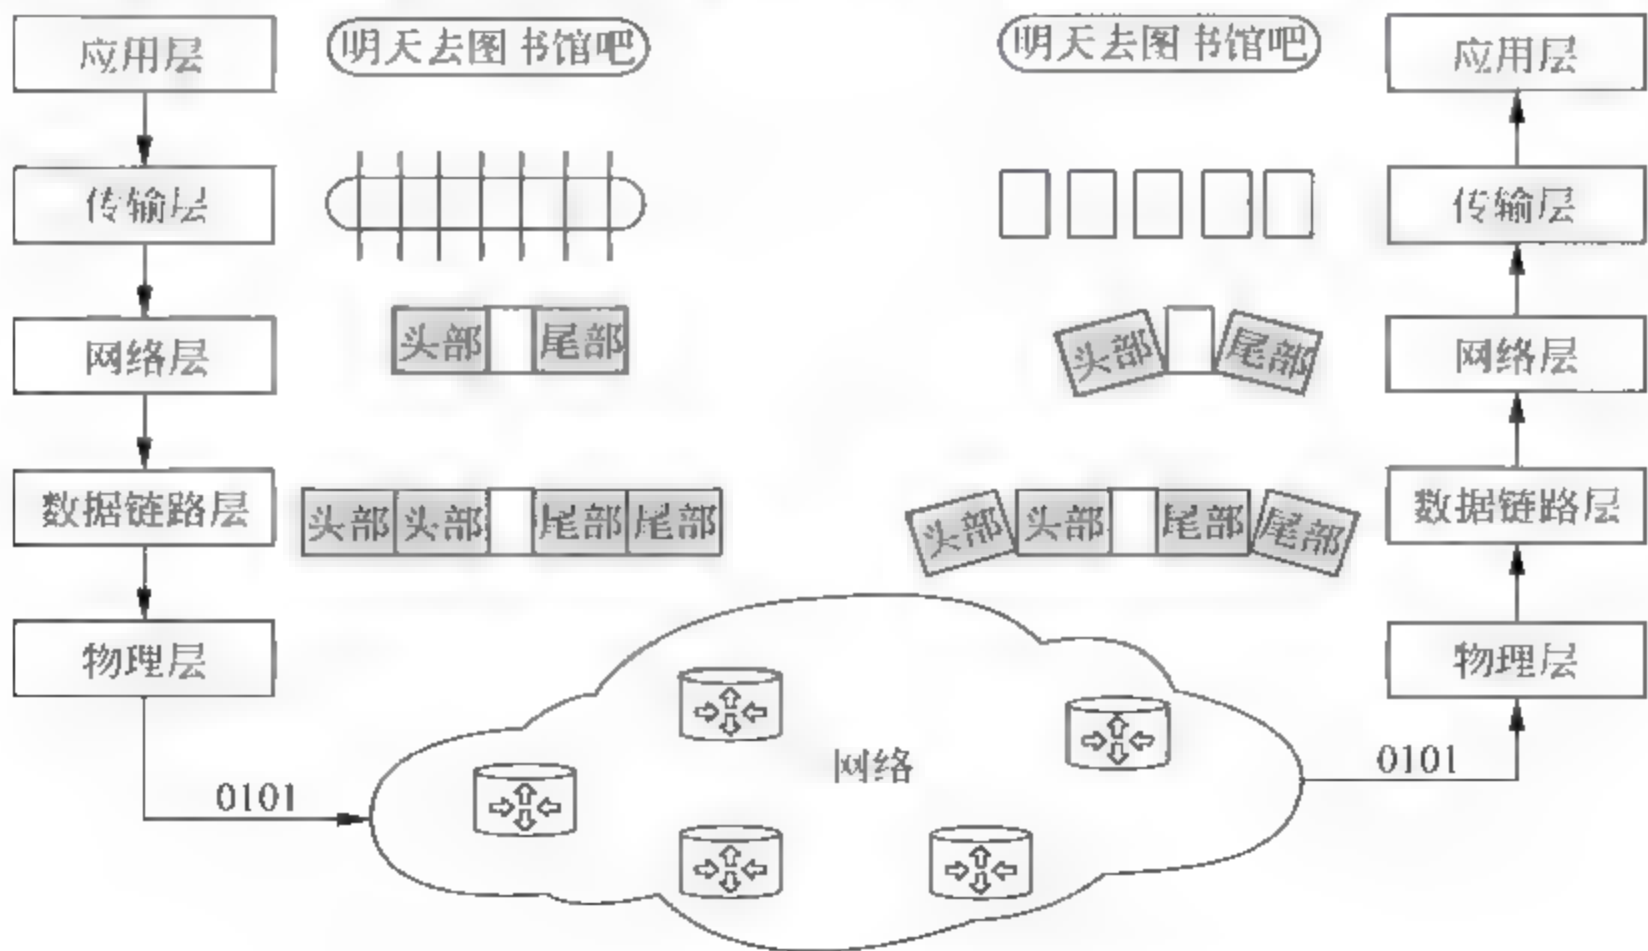 应用层 明天去图书馆吧 明天去图书馆吧 应用层
传输层 传输层
网络层 头部 尾部 头部 尾部 网络层
数据链路层 头部 头部 尾部 尾部 头部 头部 尾部 尾部 数据链路层
物理层 物理层
网络
0101 0101